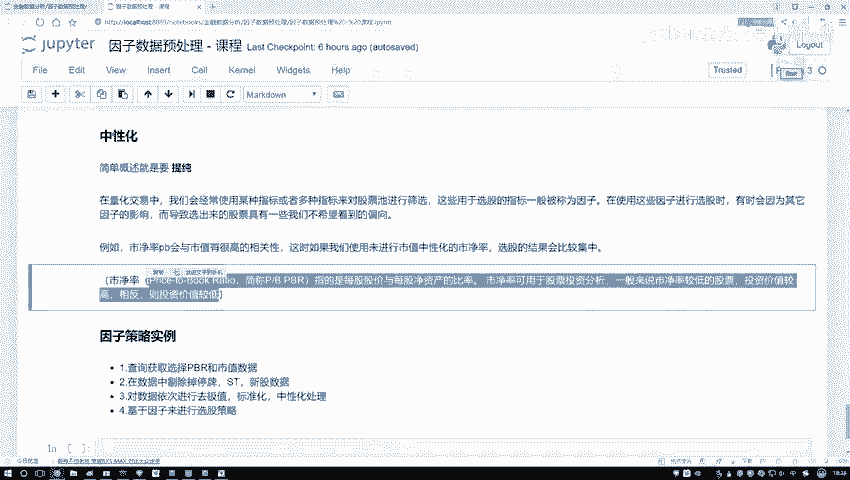 金融数据分析/因子数据预处理/
因子数据预处理 - 课程
jupyter 因子数据预处理 - 课程 Last Checkpoint: 6 hours ago (autosaved)
Logout
File Edit View Insert Cell Kernel Widgets Help
Trusted
Markdown
中性化
简单概述就是要 提纯
在量化交易中，我们会经常使用某种指标或者多种指标来对股票池进行筛选，这些用于选股的指标一般被称为因子。在使用这些因子进行选股时，有时会因为其它
因子的影响，而导致选出来的股票具有一些我们不希望看到的偏向。
例如，市净率pb会与市值有很高的相关性，这时如果我们使用未进行市值中性化的市净率，选股的结果会比较集中。
（市净率（Price-to-Book Ratio，简称P/B PBR）指的是每股股价与每股净资产的比率。 市净率可用于股票投资分析，一般来说市净率较低的股票，投资价值较
高，相反，则投资价值较低）
因子策略实例
1.查询获取选择PBR和市值数据
2.在数据中剔除掉停牌，ST，新股数据
3.对数据依次进行去极值，标准化，中性化处理
4.基于因子来进行选股策略
In [ ]: